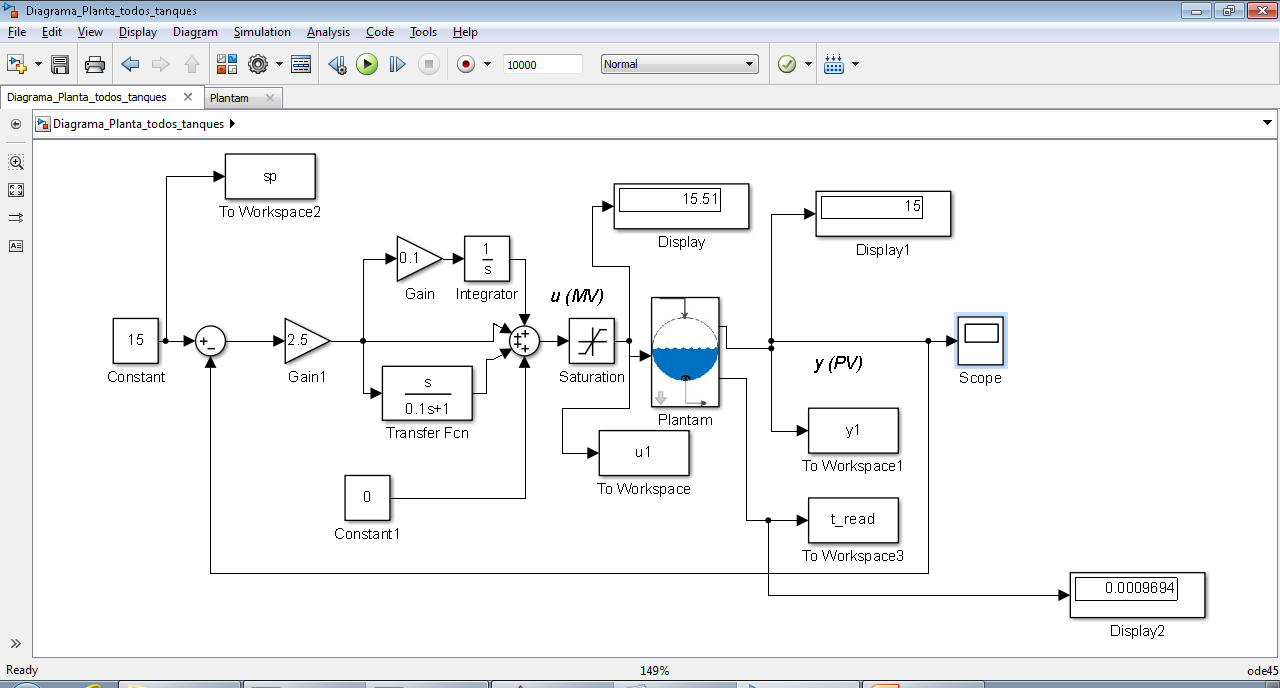 Diagrama_Planta_todos_tanques
File Edit View Display Diagram Simulation Analysis Code Tools Help
10000 Normal
Diagrama_Planta_todos_tanques Plantam
Diagrama_Planta_todos_tanques
sp
To Workspace2
15.51
Display
15
Display1
0.1
Gain
1
s
Integrator
u (MV)
15
Constant
+
-
2.5
Gain1
s
0.1s+1
Transfer Fcn
+
+
+
+
Saturation
Plantam
y (PV)
Scope
u1
To Workspace
y1
To Workspace1
0
Constant1
t_read
To Workspace3
0.0009694
Display2
Ready 149% ode45